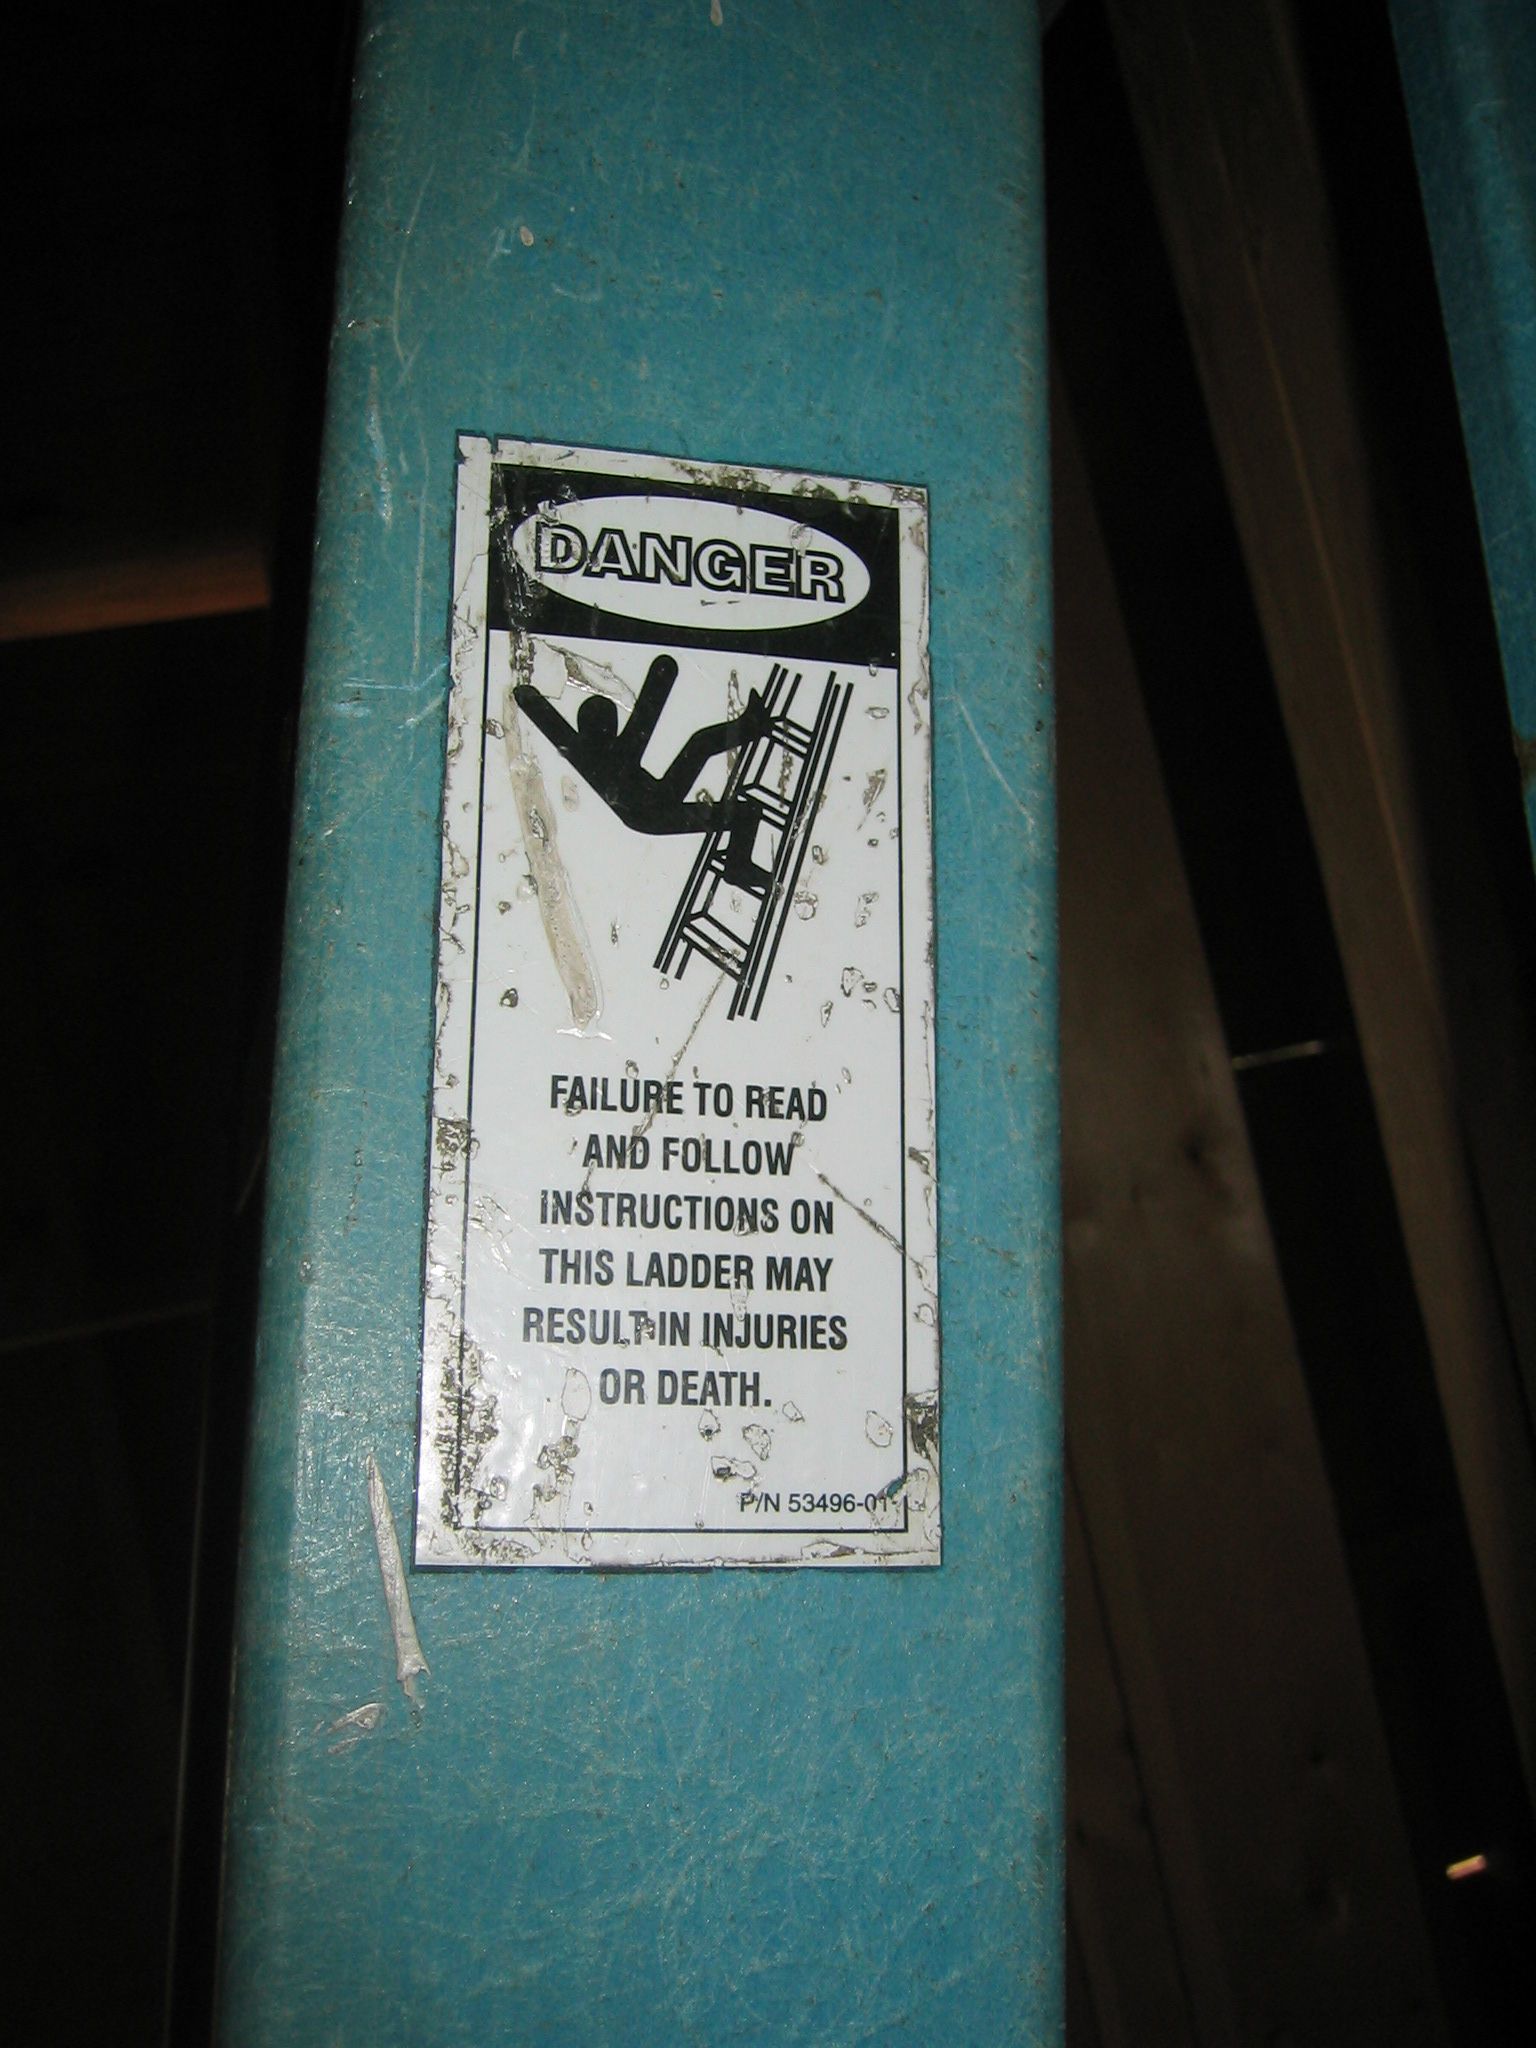 DANGER
FAILURE TO READ
AND FOLLOW
INSTRUCTIONS ON
THIS LADDER MAY
RESULT IN INJURIES
OR DEATH.
P/N 53496-01